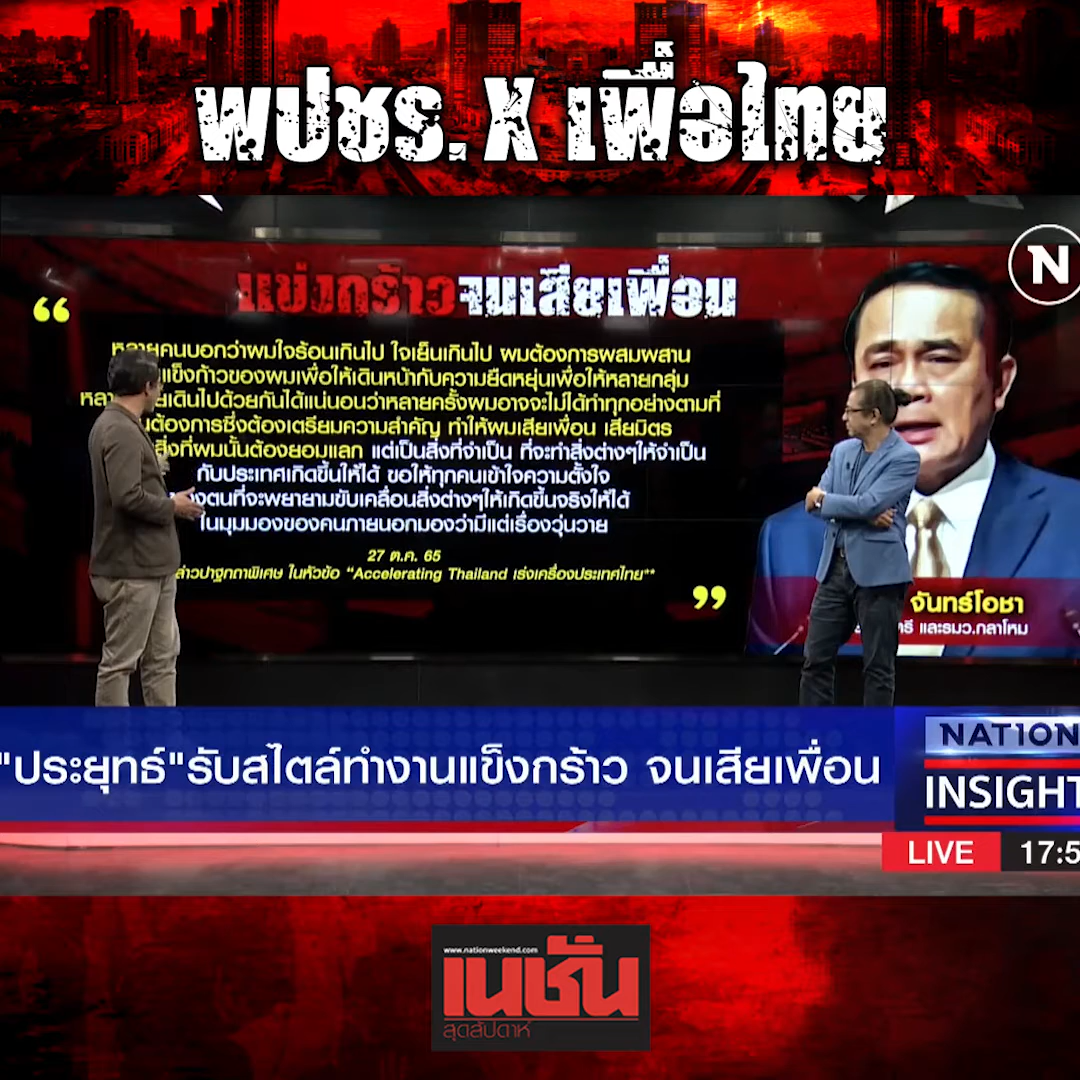 พปชร. X เพื่อไทย
N
แข่งกร้าวจนเสียเพื่อน
“
หลายคนบอกว่าผมใจร้อนเกินไป ใจเย็นเกินไป ผมต้องการผสมผสาน
แข็งก้าวของผมเพื่อให้เดินหน้ากับความยืดหยุ่นเพื่อให้หลายกลุ่ม
เดินไปด้วยกันได้แน่นอนว่าหลายครั้งผมอาจจะไม่ได้ทำทุกอย่างตามที่
ต้องการซึ่งต้องเตรียมความสำคัญ ทำให้ผมเสียเพื่อน เสียมิตร
สิ่งที่ผมนั้นต้องยอมแลก แต่เป็นสิ่งที่จำเป็น ที่จะทำสิ่งต่างๆให้จำเป็น
กับประเทศเกิดขึ้นให้ได้ ขอให้ทุกคนเข้าใจความตั้งใจ
ตนที่จะพยายามขับเคลื่อนสิ่งต่างๆให้เกิดขึ้นจริงให้ได้
ในมุมมองของคนภายนอกมองว่ามีแต่เรื่องวุ่นวาย
27 ต.ค. 65
ปาฐกถาพิเศษ ในหัวข้อ “Accelerating Thailand เร่งเครื่องประเทศไทย"
”
จันทร์โอชา
และรมว.กลาโหม
"ประยุทธ์"รับสไตล์ทำงานแข็งกร้าว จนเสียเพื่อน
NATION
INSIGHT
LIVE 17:5
www.nationweekend.com
เนชั่น
สุดสัปดาห์